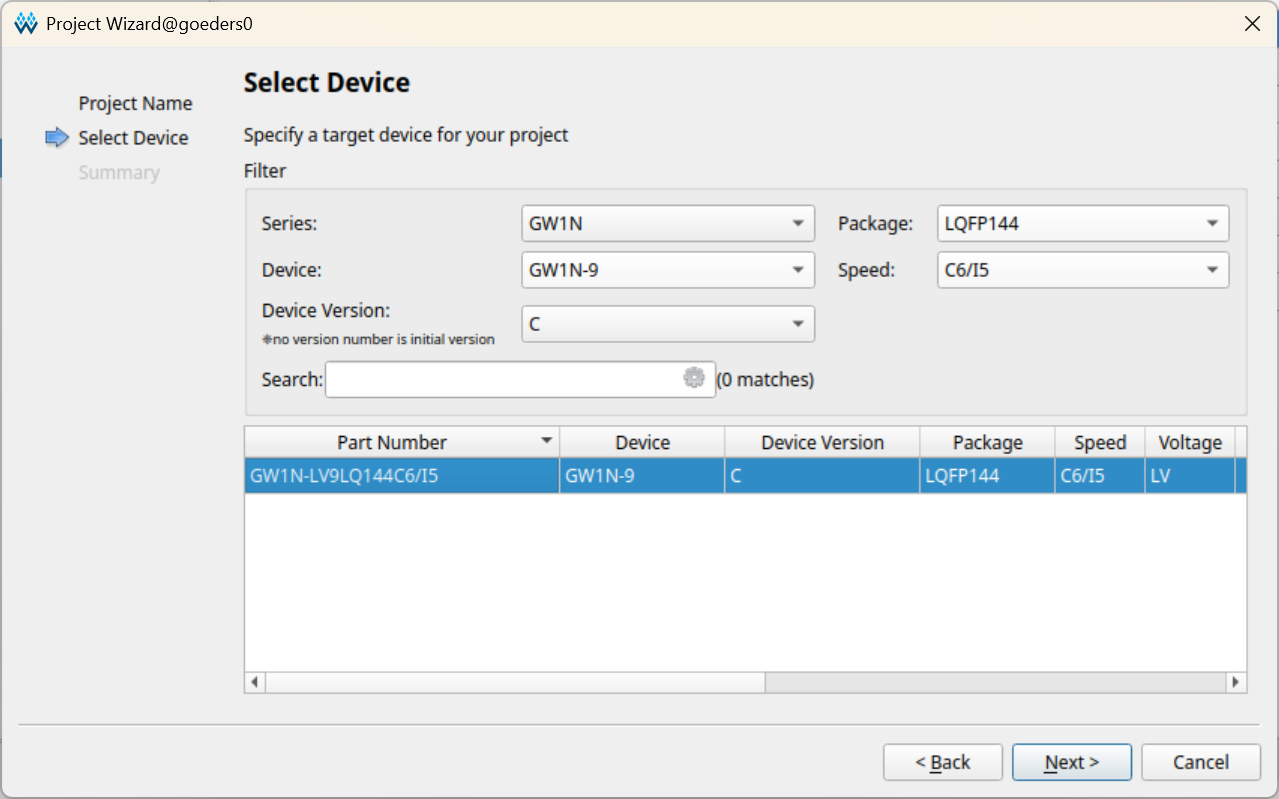 Project Wizard@goeders0
Project Name
Select Device
Summary
Select Device
Specify a target device for your project
Filter
Series: GW1N Package: LQFP144
Device: GW1N-9 Speed: C6/I5
Device Version: C
*no version number is initial version
Search: (0 matches)
Part Number Device Device Version Package Speed Voltage
GW1N-LV9LQ144C6/I5 GW1N-9 C LQFP144 C6/I5 LV
< Back Next > Cancel